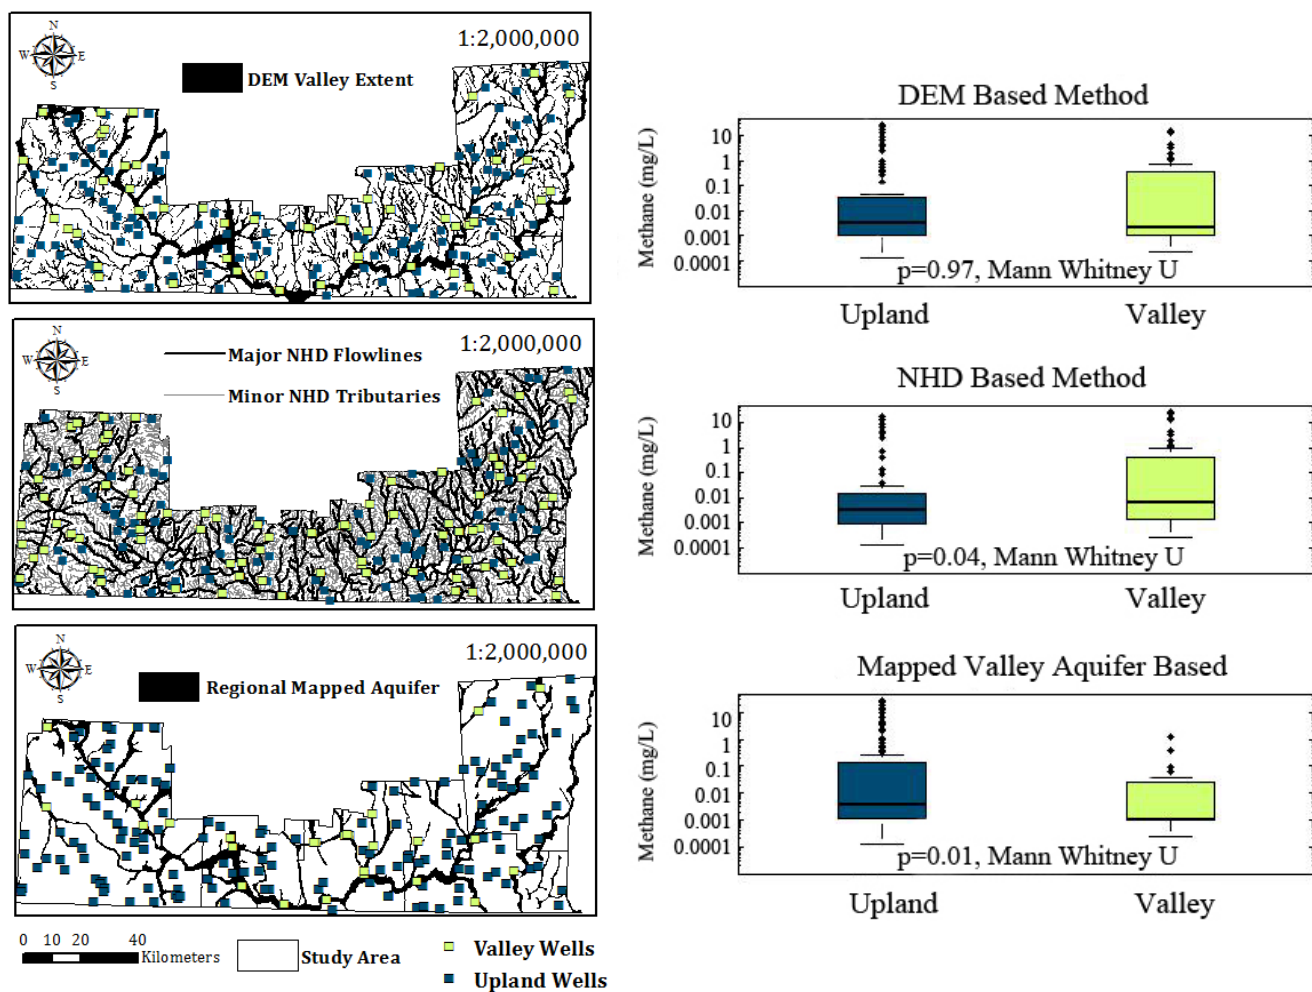 N
W E
S
1:2,000,000
DEM Valley Extent
N
W E
S
1:2,000,000
Major NHD Flowlines
Minor NHD Tributaries
N
W E
S
1:2,000,000
Regional Mapped Aquifer
0 10 20 40
Kilometers
Study Area
Valley Wells
Upland Wells
DEM Based Method
Methane (mg/L)
10
1
0.1
0.01
0.001
0.0001
p=0.97, Mann Whitney U
Upland Valley
NHD Based Method
Methane (mg/L)
10
1
0.1
0.01
0.001
0.0001
p=0.04, Mann Whitney U
Upland Valley
Mapped Valley Aquifer Based
Methane (mg/L)
10
1
0.1
0.01
0.001
0.0001
p=0.01, Mann Whitney U
Upland Valley